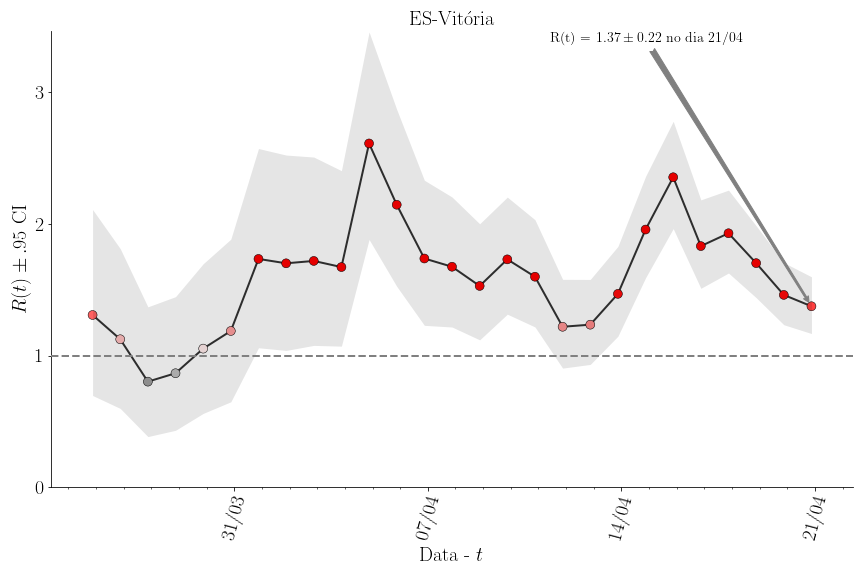 ES-Vitória
R(t) = 1.37 ± 0.22 no dia 21/04
3
2
1
0
R(t) ± .95 CI
31/03
07/04
14/04
21/04
Data - t